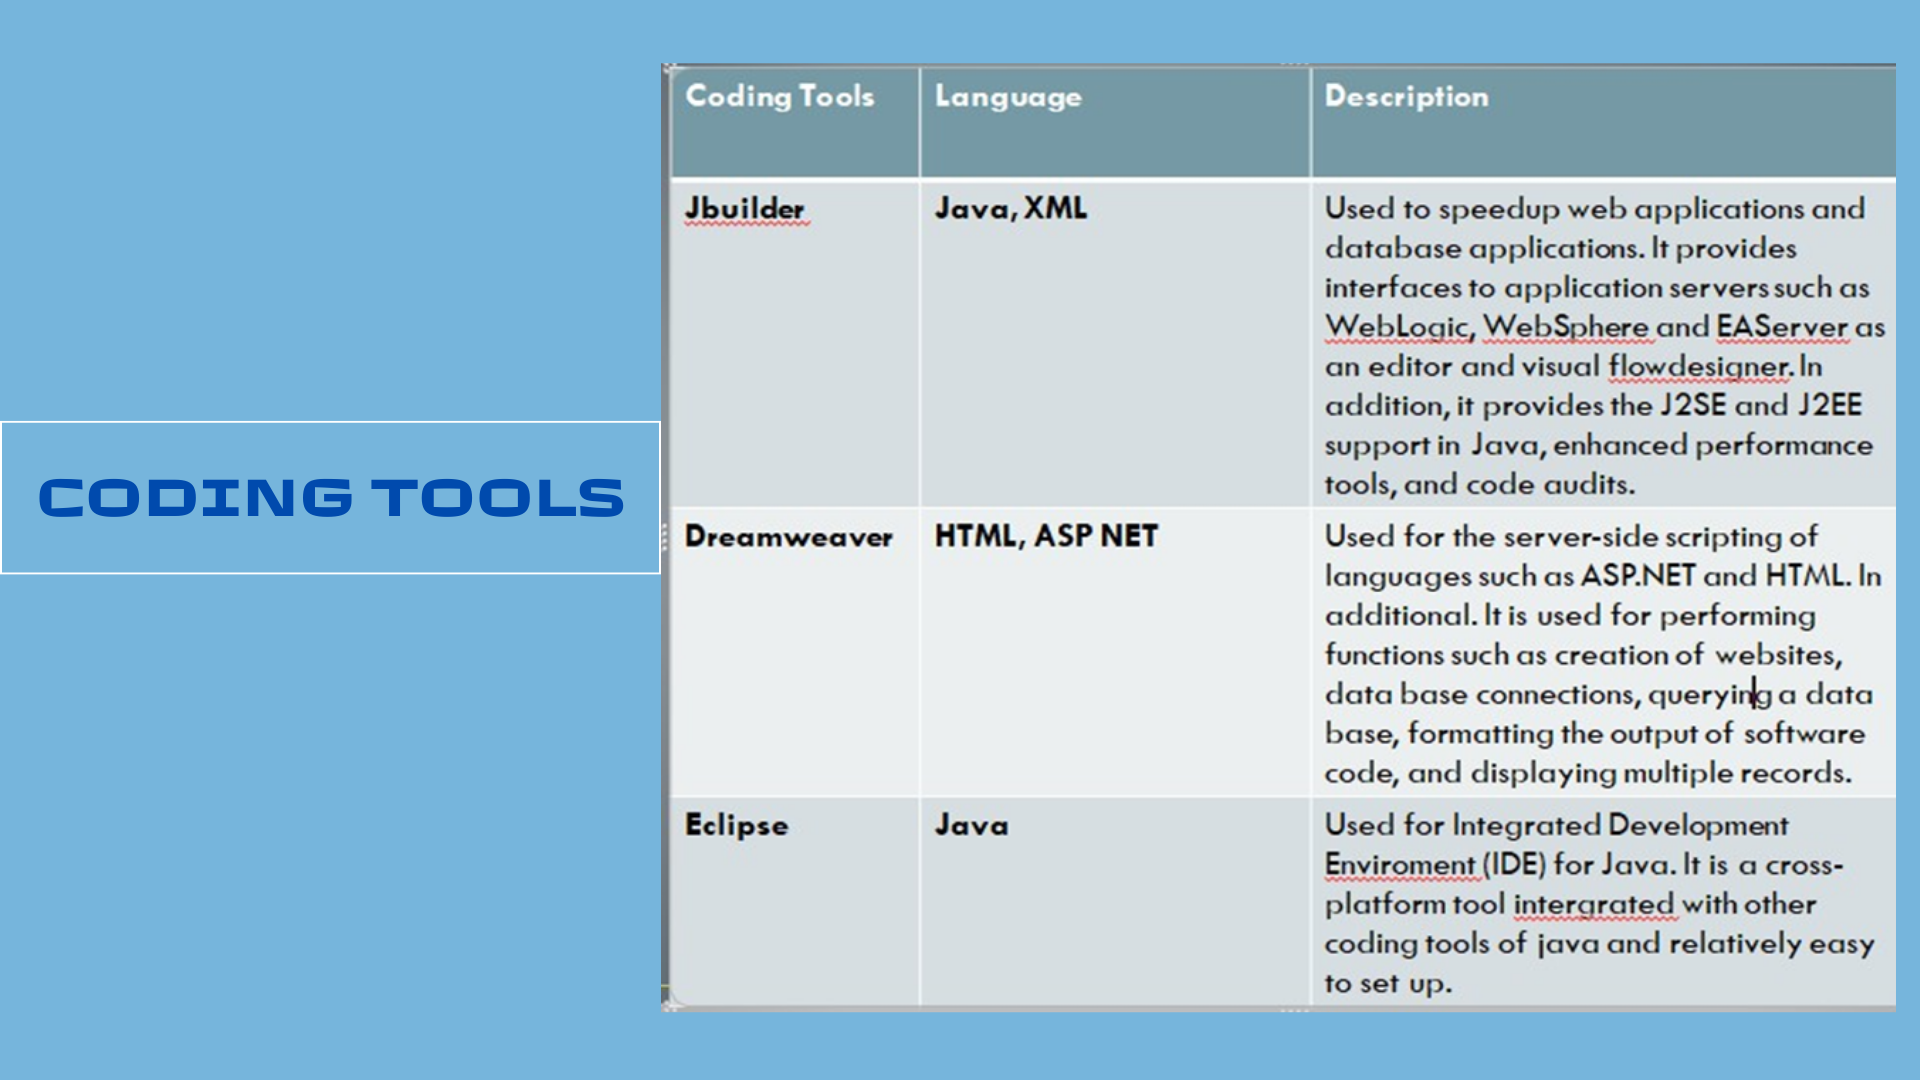 CODING TOOLS
Coding Tools
Language
Description
Jbuilder
Java, XML
Used to speedup web applications and
database applications. It provides
interfaces to application servers such as
WebLogic, WebSphere and EAServer as
an editor and visual flowdesigner. In
addition, it provides the J2SE and J2EE
support in Java, enhanced performance
tools, and code audits.
Dreamweaver
HTML, ASP NET
Used for the server-side scripting of
languages such as ASP.NET and HTML. In
additional. It is used for performing
functions such as creation of websites,
data base connections, querying a data
base, formatting the output of software
code, and displaying multiple records.
Eclipse
Java
Used for Integrated Development
Enviroment (IDE) for Java. It is a cross-
platform tool intergrated with other
coding tools of java and relatively easy
to set up.